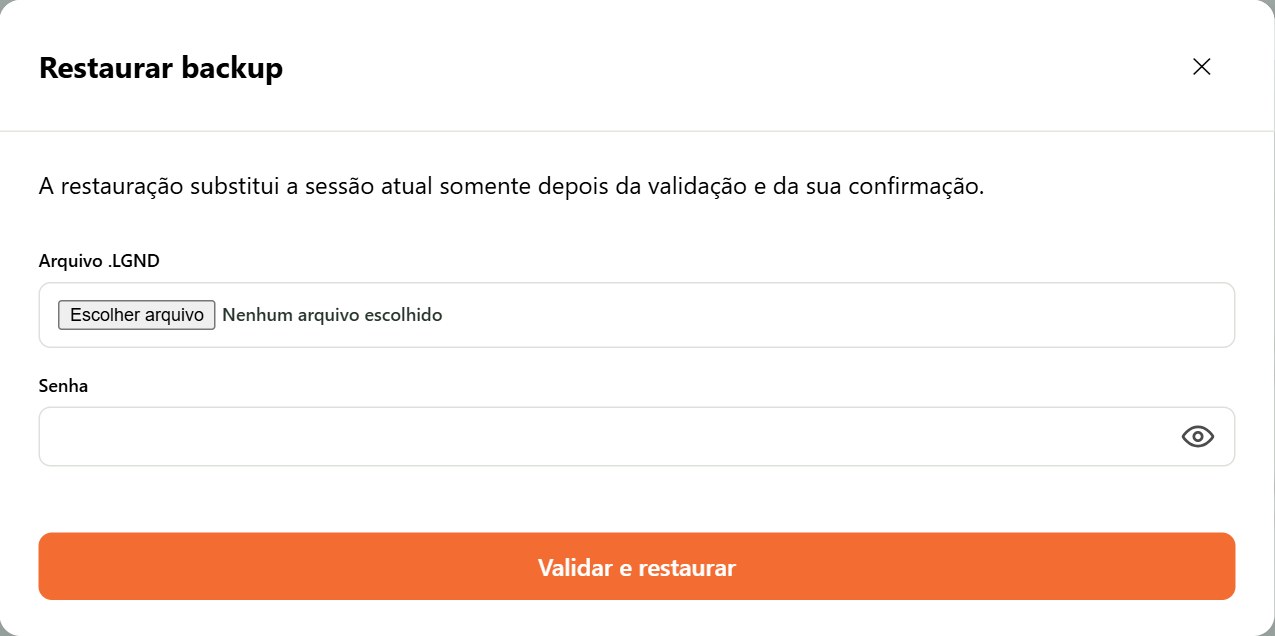 Restaurar backup
A restauração substitui a sessão atual somente depois da validação e da sua confirmação.
Arquivo .LGND
Escolher arquivo Nenhum arquivo escolhido
Senha
Validar e restaurar